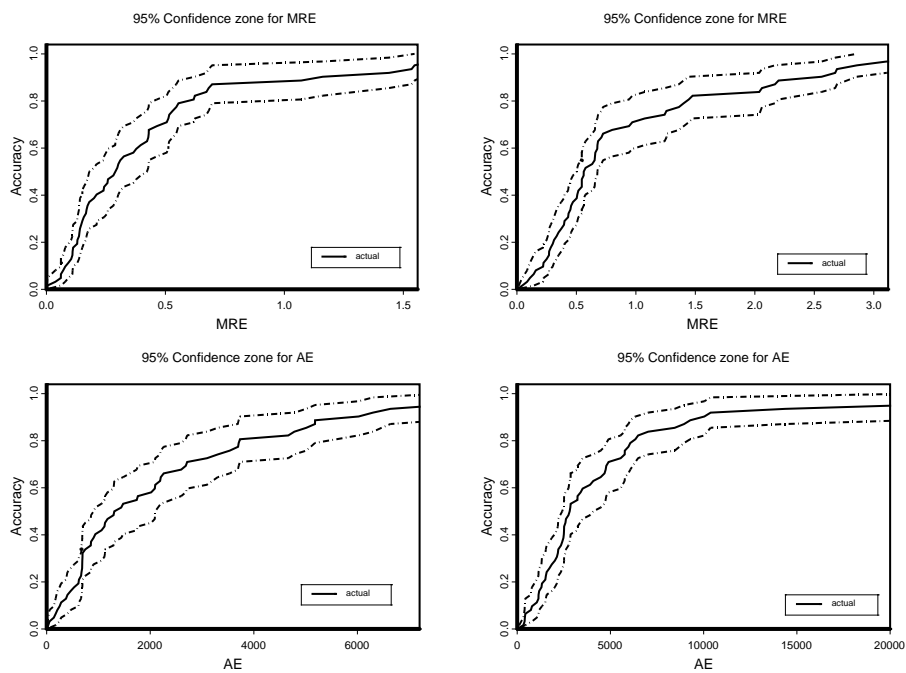 95% Confidence zone for MRE
Accuracy
0.0 0.2 0.4 0.6 0.8 1.0
actual
0.0 0.5 1.0 1.5
MRE
95% Confidence zone for MRE
Accuracy
0.0 0.2 0.4 0.6 0.8 1.0
actual
0.0 0.5 1.0 1.5 2.0 2.5 3.0
MRE
95% Confidence zone for AE
Accuracy
0.0 0.2 0.4 0.6 0.8 1.0
actual
0 2000 4000 6000
AE
95% Confidence zone for AE
Accuracy
0.0 0.2 0.4 0.6 0.8 1.0
actual
0 5000 10000 15000 20000
AE